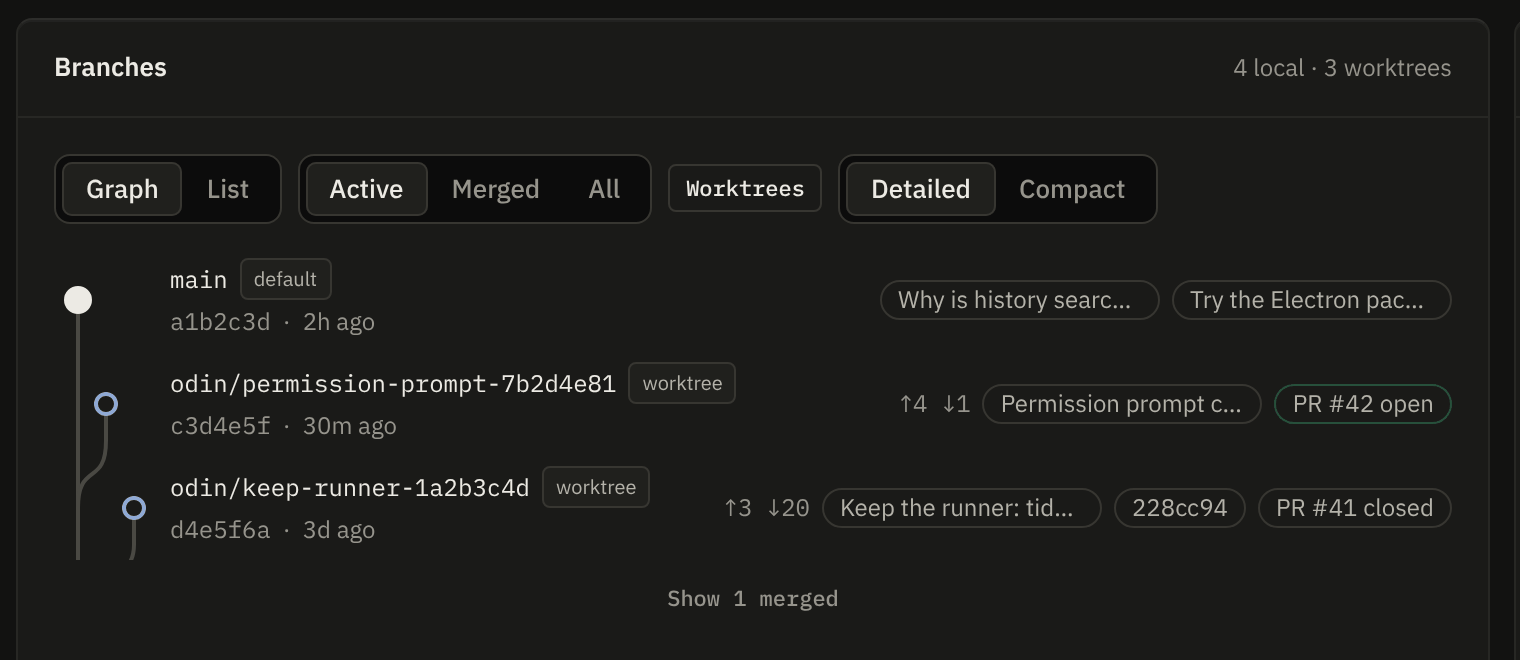 Branches
4 local · 3 worktrees
Graph List Active Merged All Worktrees Detailed Compact
main default
a1b2c3d · 2h ago
Why is history searc... Try the Electron pac...
odin/permission-prompt-7b2d4e81 worktree
c3d4e5f · 30m ago
↑4 ↓1 Permission prompt c... PR #42 open
odin/keep-runner-1a2b3c4d worktree
d4e5f6a · 3d ago
↑3 ↓20 Keep the runner: tid... 228cc94 PR #41 closed
Show 1 merged